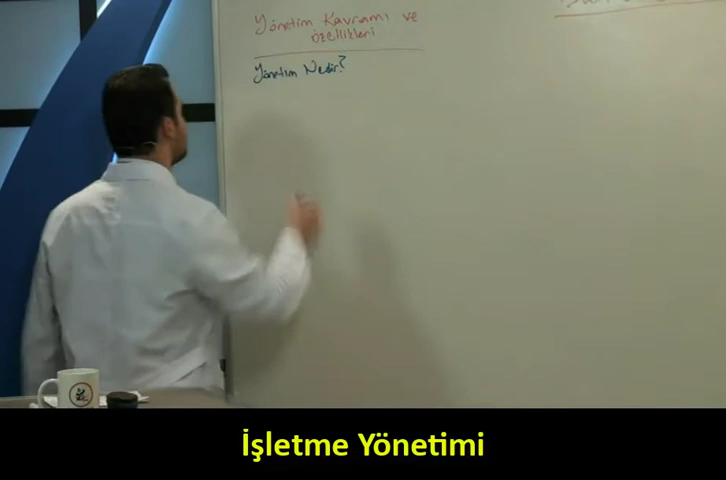 Yönetim Kavramı ve
özellikleri
Yönetim Nedir?
İşletme Yönetimi